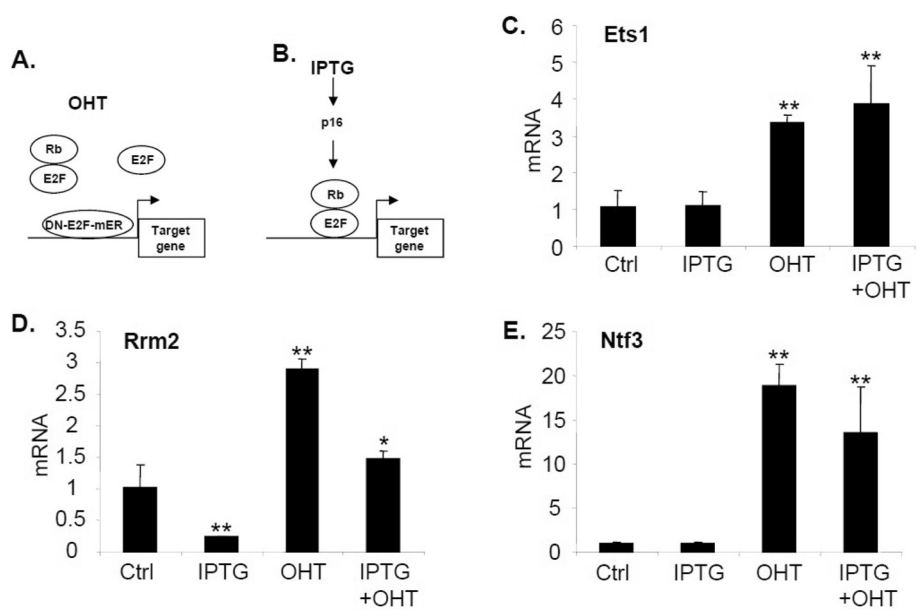 A.
OHT
Rb
E2F
E2F
DN-E2F-mER
Target
gene
B.
IPTG
p16
Rb
E2F
Target
gene
C.
Ets1
mRNA
6
5
4
3
2
1
0
**
**
Ctrl
IPTG
OHT
IPTG
+OHT
D.
Rrm2
mRNA
3.5
3
2.5
2
1.5
1
0.5
0
**
**
*
Ctrl
IPTG
OHT
IPTG
+OHT
E.
Ntf3
mRNA
25
20
15
10
5
0
**
**
Ctrl
IPTG
OHT
IPTG
+OHT